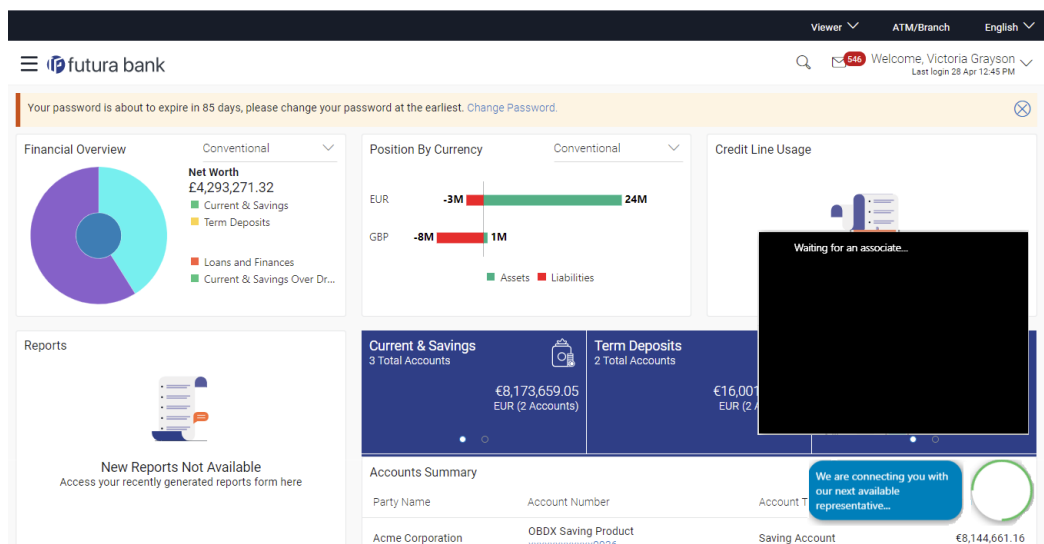 Viewer ATM/Branch English
futura bank
546 Welcome, Victoria Grayson
Last login 28 Apr 12:45 PM
Your password is about to expire in 85 days, please change your password at the earliest. Change Password.
Financial Overview Conventional
Net Worth
£4,293,271.32
Current & Savings
Term Deposits
Loans and Finances
Current & Savings Over Dr...
Position By Currency Conventional
EUR -3M 24M
GBP -8M 1M
Assets Liabilities
Credit Line Usage
Waiting for an associate...
Reports
New Reports Not Available
Access your recently generated reports form here
Current & Savings
3 Total Accounts
€8,173,659.05
EUR (2 Accounts)
Term Deposits
2 Total Accounts
€16,001
EUR (2
Accounts Summary
Party Name Account Number Account T
Acme Corporation OBDX Saving Product Saving Account €8,144,661.16
We are connecting you with
our next available
representative...